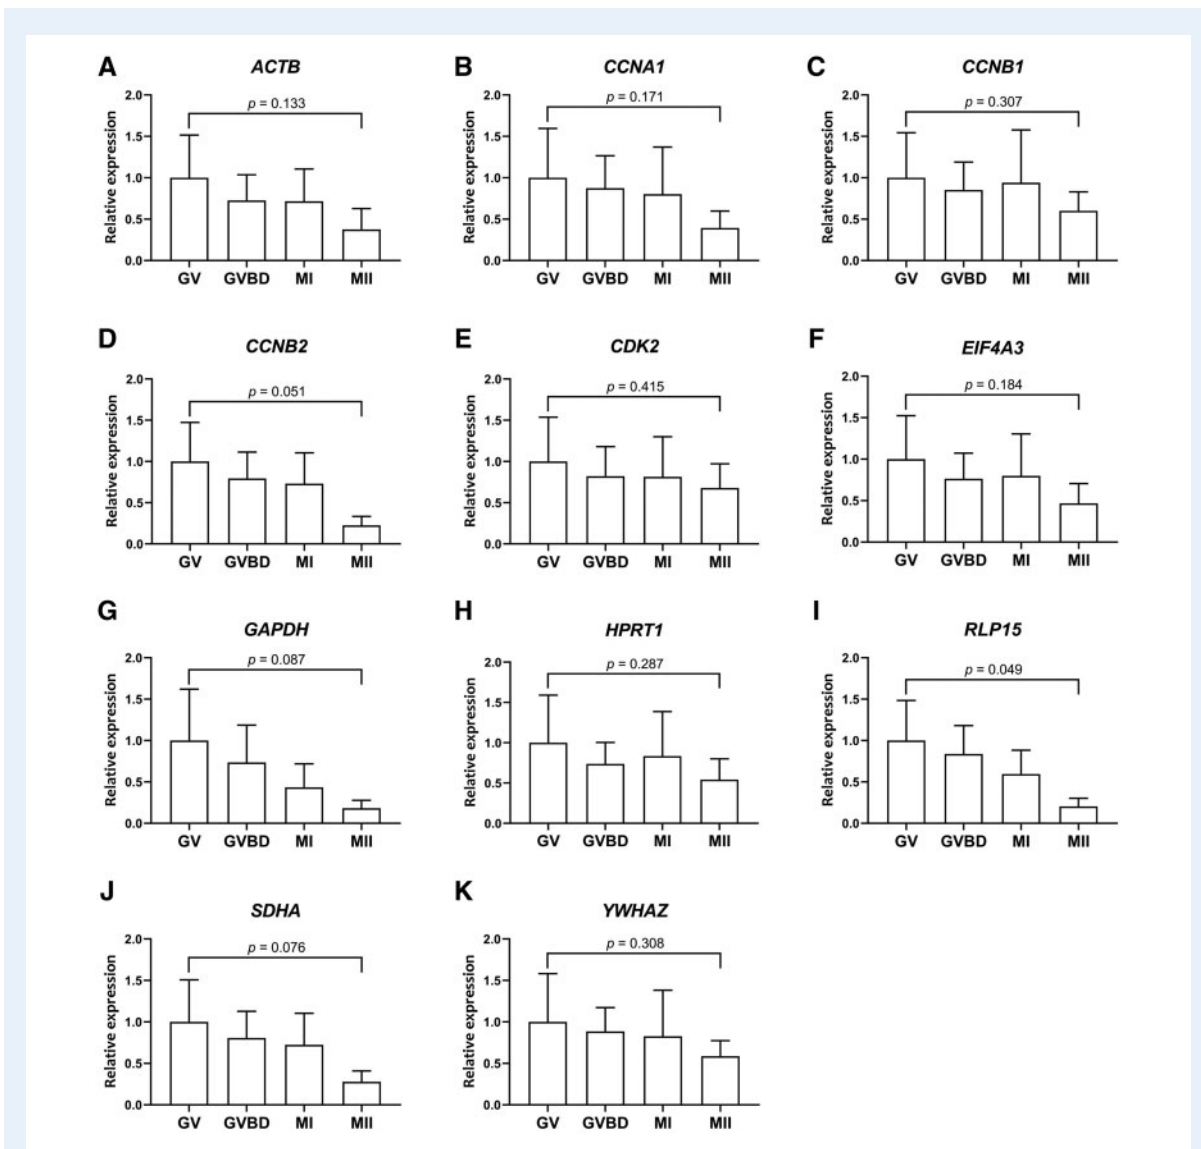 A ACTB
p = 0.133
Relative expression
2.0
1.5
1.0
0.5
0.0
GV GVBD MI MII
B CCNA1
p = 0.171
Relative expression
2.0
1.5
1.0
0.5
0.0
GV GVBD MI MII
C CCNB1
p = 0.307
Relative expression
2.0
1.5
1.0
0.5
0.0
GV GVBD MI MII
D CCNB2
p = 0.051
Relative expression
2.0
1.5
1.0
0.5
0.0
GV GVBD MI MII
E CDK2
p = 0.415
Relative expression
2.0
1.5
1.0
0.5
0.0
GV GVBD MI MII
F EIF4A3
p = 0.184
Relative expression
2.0
1.5
1.0
0.5
0.0
GV GVBD MI MII
G GAPDH
p = 0.087
Relative expression
2.0
1.5
1.0
0.5
0.0
GV GVBD MI MII
H HPRT1
p = 0.287
Relative expression
2.0
1.5
1.0
0.5
0.0
GV GVBD MI MII
I RLP15
p = 0.049
Relative expression
2.0
1.5
1.0
0.5
0.0
GV GVBD MI MII
J SDHA
p = 0.076
Relative expression
2.0
1.5
1.0
0.5
0.0
GV GVBD MI MII
K YWHAZ
p = 0.308
Relative expression
2.0
1.5
1.0
0.5
0.0
GV GVBD MI MII